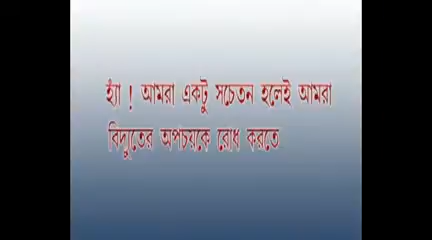 হ্যাঁ ! আমরা একটু সচেতন হলেই আমরা
বিদ্যুতের অপচয়কে রোধ করতে